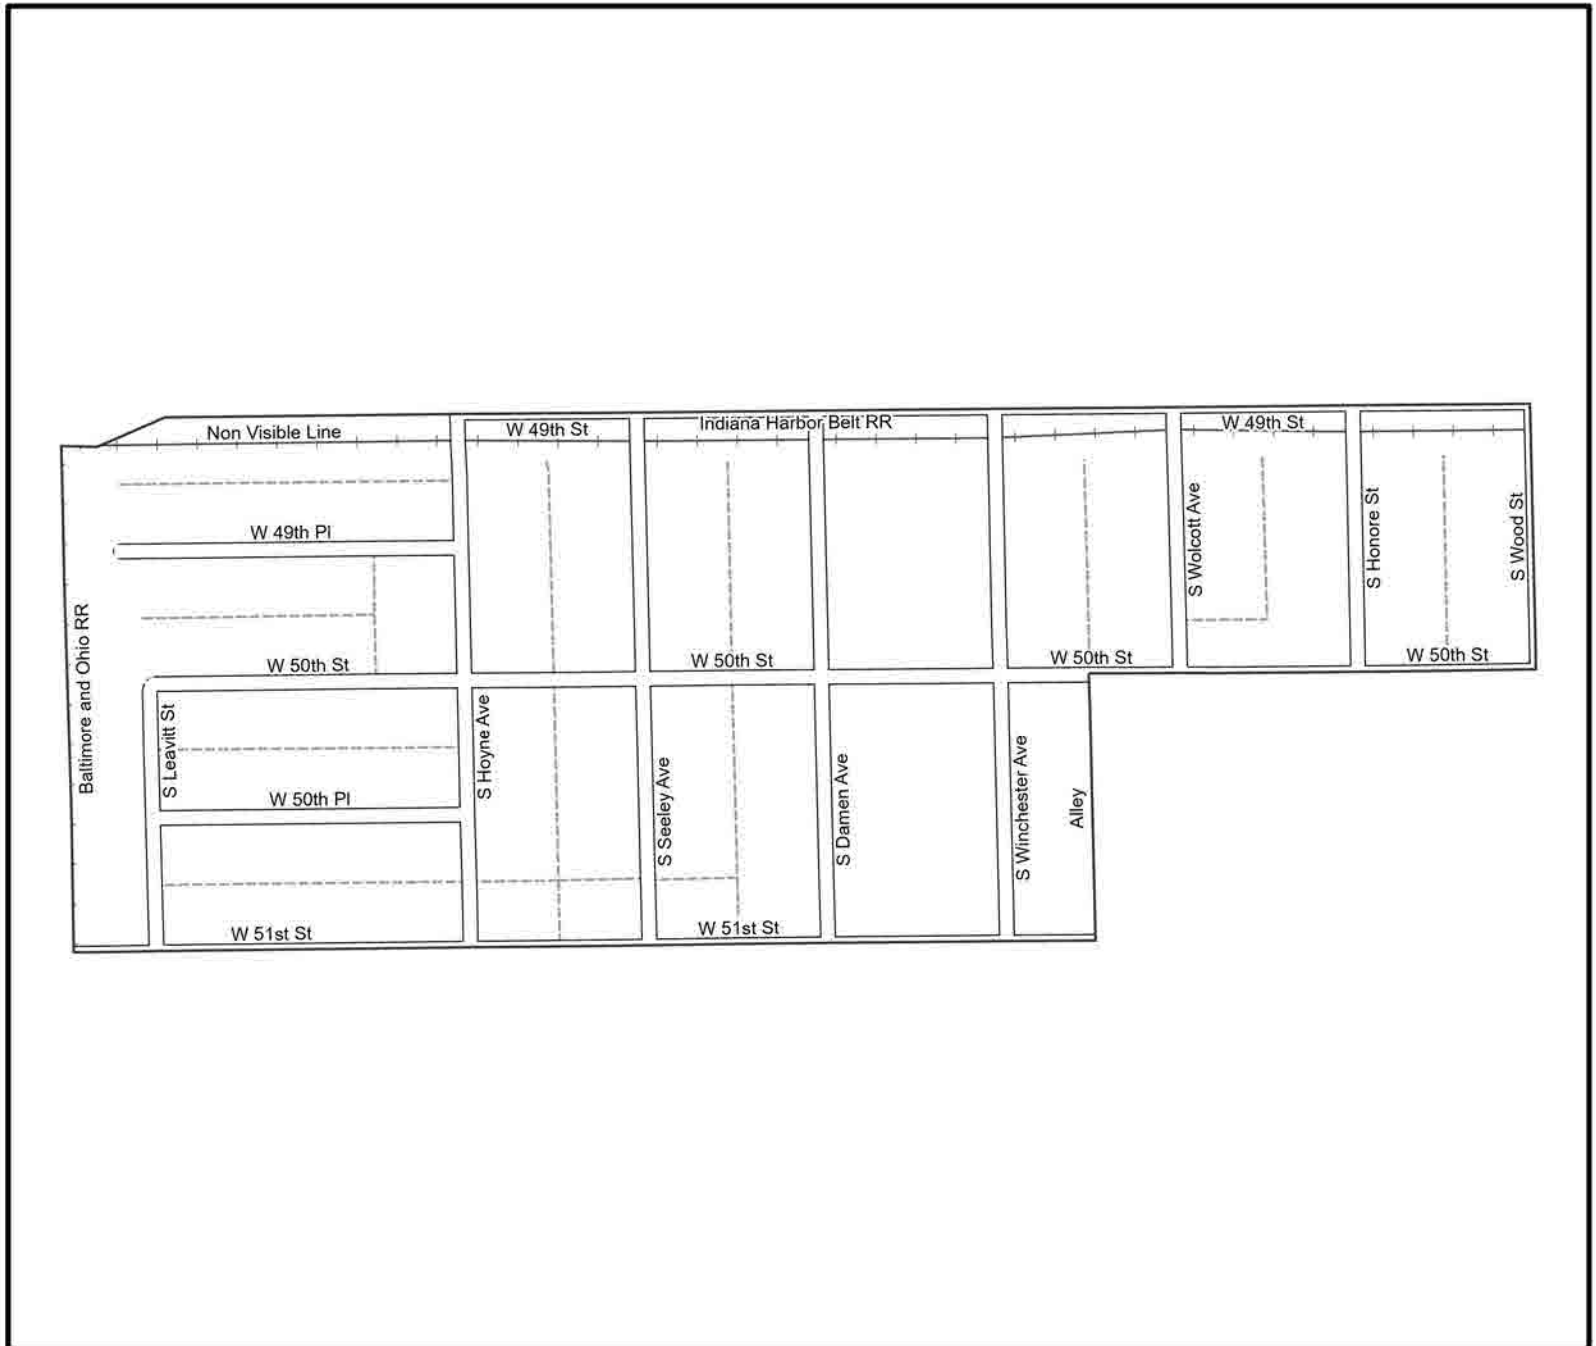 Non Visible Line
W 49th St
Indiana Harbor Belt RR
W 49th St
W 49th Pl
S Wolcott Ave
S Honore St
S Wood St
W 50th St
W 50th St
W 50th St
W 50th St
Baltimore and Ohio RR
S Leavitt St
S Hoyne Ave
S Seeley Ave
S Damen Ave
S Winchester Ave
Alley
W 50th Pl
W 51st St
W 51st St